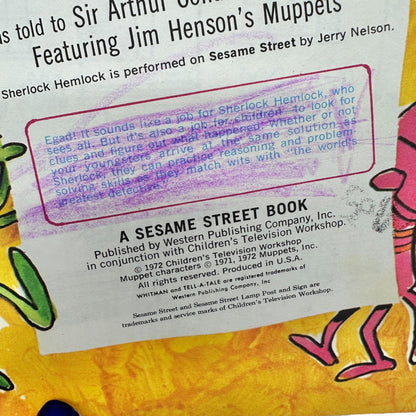 as told to Sir Arthur
Featuring Jim Henson's Muppets
Sherlock Hemlock is performed on Sesame Street by Jerry Nelson.
Egad! It sounds like a job for Sherlock Hemlock, who
sees all. But it's also a job for children to look for
clues and figure out what happened! Whether or not
your youngsters arrive at the same solution as
Sherlock, they can practice reasoning and problem
solving skills as they match wits with "the world's
greatest detective."
A SESAME STREET BOOK
Published by Western Publishing Company, Inc.
in conjunction with Children's Television Workshop.
© 1972 Children's Television Workshop
Muppet characters © 1971, 1972 Muppets, Inc.
All rights reserved. Produced in U.S.A.
WHITMAN and TELL-A-TALE are registered trademarks of
Western Publishing Company, Inc
Sesame Street and Sesame Street Lamp Post and Sign are
trademarks and service marks of Children's Television Workshop.